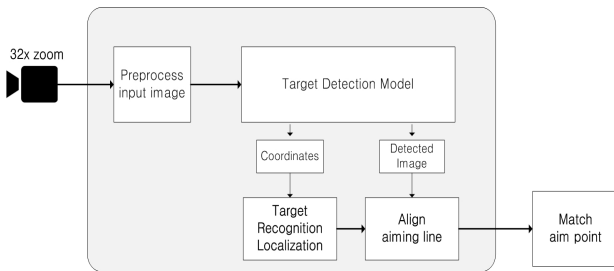 32x zoom
Preprocess
input image
Target Detection Model
Coordinates
Detected
Image
Target
Recognition
Localization
Align
aiming line
Match
aim point